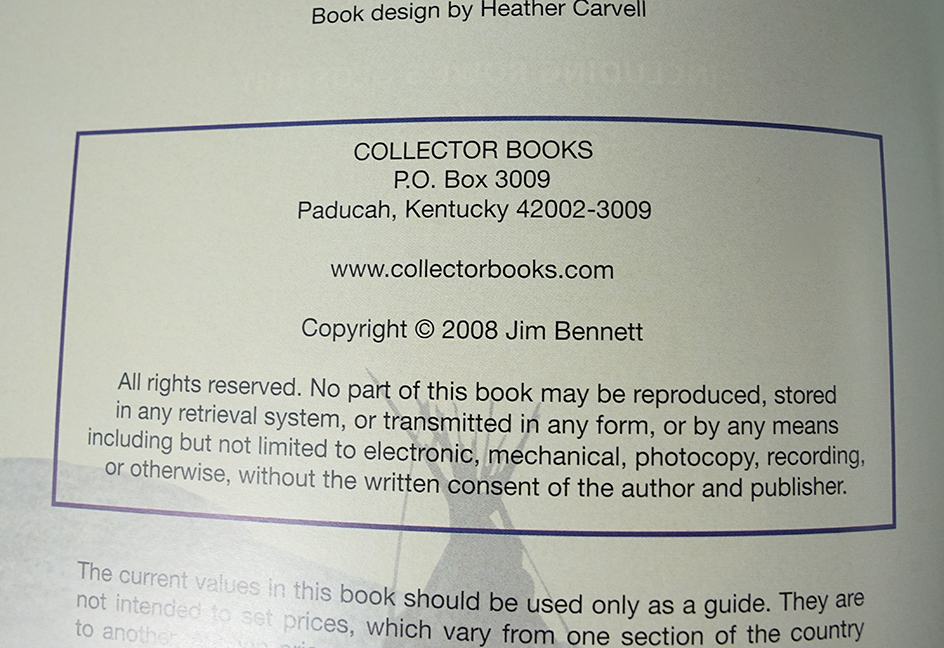 Book design by Heather Carvell
COLLECTOR BOOKS
P.O. Box 3009
Paducah, Kentucky 42002-3009
www.collectorbooks.com
Copyright © 2008 Jim Bennett
All rights reserved. No part of this book may be reproduced, stored
in any retrieval system, or transmitted in any form, or by any means
including but not limited to electronic, mechanical, photocopy, recording,
or otherwise, without the written consent of the author and publisher.
The current values in this book should be used only as a guide. They are
not intended to set prices, which vary from one section of the country
to another